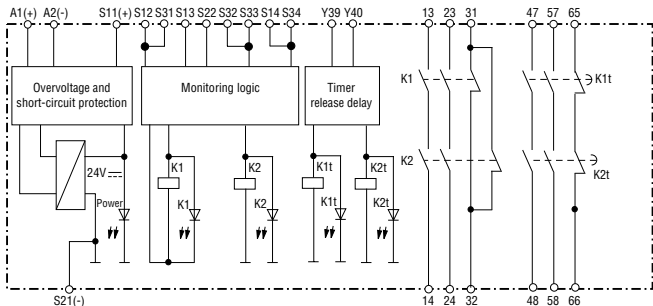 A1(+) A2(-) S11(+) S12 S31 S13 S22 S32 S33 S14 S34 Y39 Y40 13 23 31 47 57 65
Overvoltage and
short-circuit protection
Monitoring logic
Timer
release delay
K1
K1t
24V
K1
K2
K1t
K2t
K2
K2t
Power
K1
K2
K1t
K2t
S21(-)
14 24 32 48 58 66